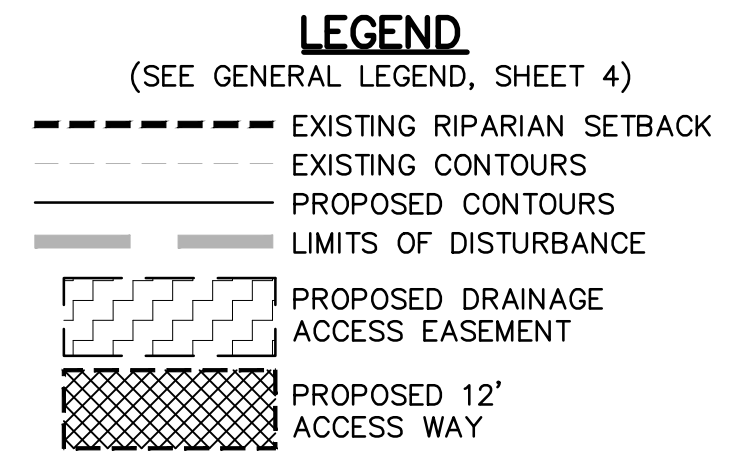 LEGEND
(SEE GENERAL LEGEND, SHEET 4)
EXISTING RIPARIAN SETBACK
EXISTING CONTOURS
PROPOSED CONTOURS
LIMITS OF DISTURBANCE
PROPOSED DRAINAGE
ACCESS EASEMENT
PROPOSED 12'
ACCESS WAY